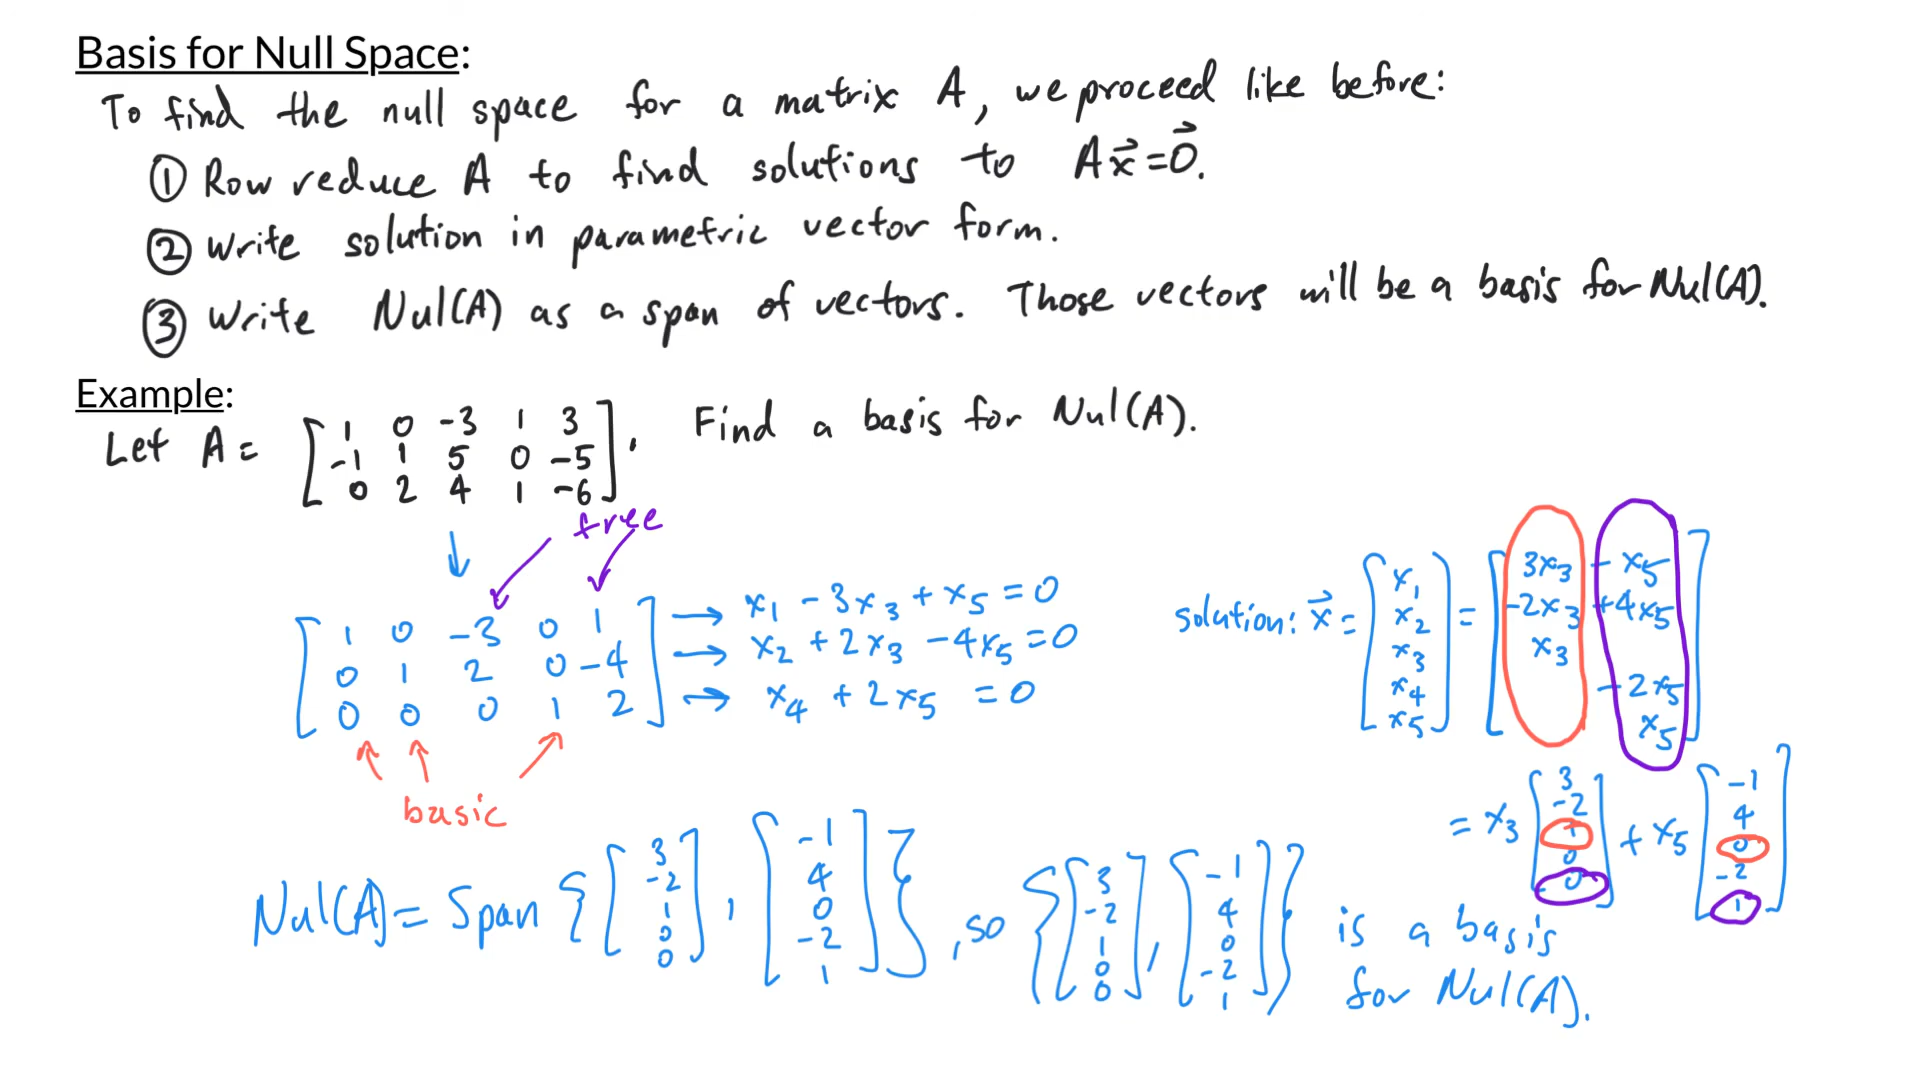 Basis for Null Space:
To find the null space for a matrix A, we proceed like before:
① Row reduce A to find solutions to Ax⃗=0⃗.
② Write solution in parametric vector form.
③ Write Nul(A) as a span of vectors. Those vectors will be a basis for Nul(A).
Example:
Let A = [1 0 -3 1 3
-1 1 5 0 -5
0 2 4 1 -6]. Find a basis for Nul(A).
↓ free
[1 0 -3 0 1 → x₁ - 3x₃ + x₅ = 0
0 1 2 0 -4 → x₂ + 2x₃ - 4x₅ = 0
0 0 0 1 2] → x₄ + 2x₅ = 0
basic
solution: x⃗ = [x₁ x₂ x₃ x₄ x₅] = [3x₃ - x₅
-2x₃ + 4x₅
x₃
-2x₅
x₅]
= x₃ [3 -2 1 0 0] + x₅ [-1 4 0 -2 1]
Nul(A) = Span {[3 -2 1 0 0], [-1 4 0 -2 1]}, so {[3 -2 1 0 0], [-1 4 0 -2 1]} is a basis
for Nul(A).